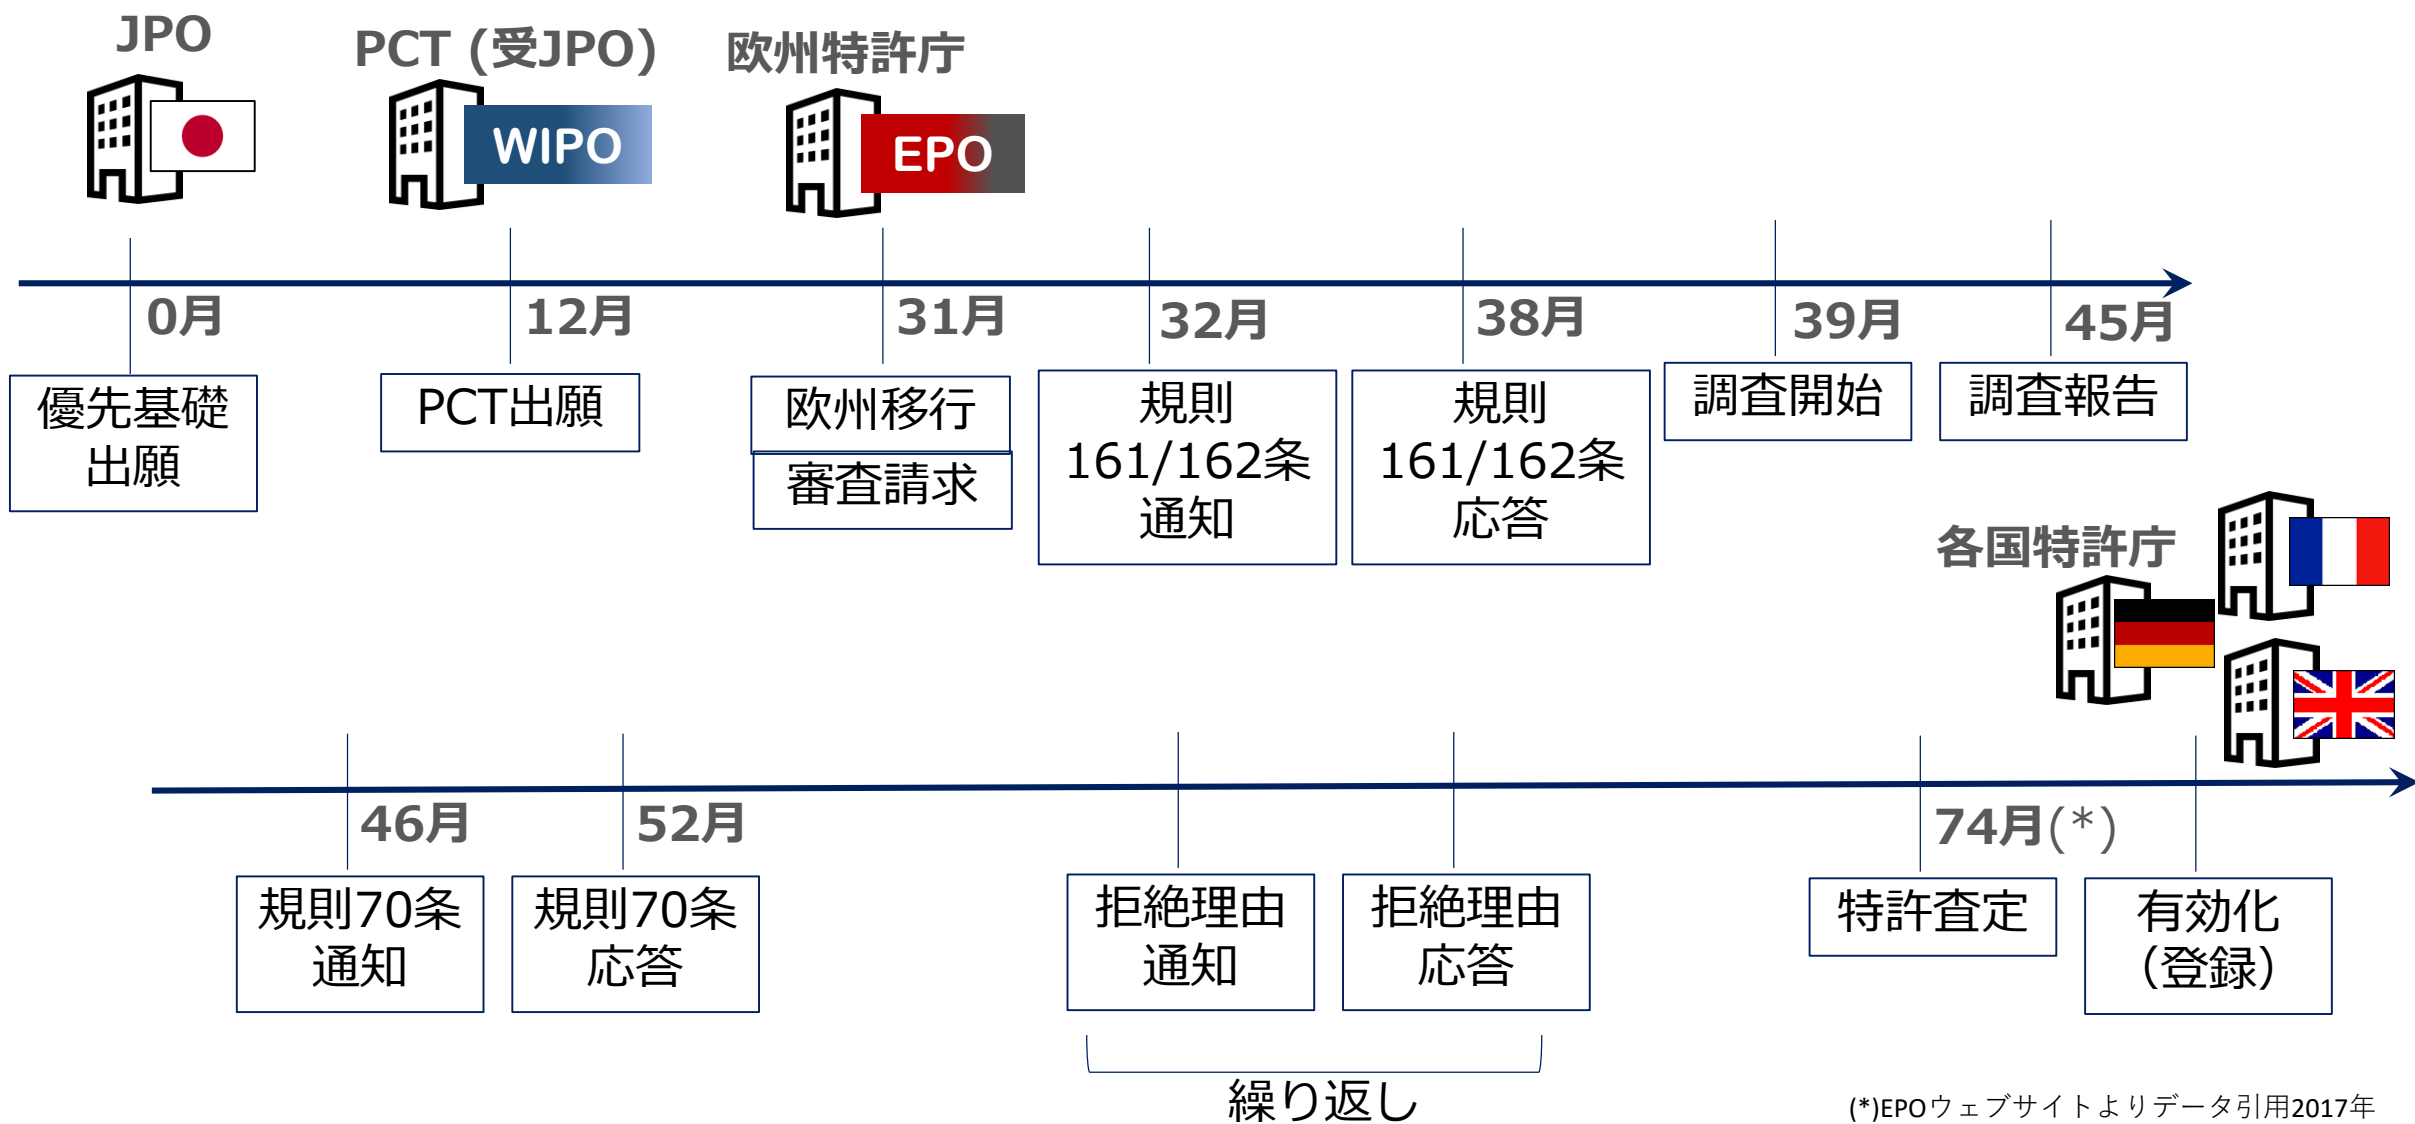 JPO
PCT (受JPO)
欧州特許庁
WIPO
EPO
0月
12月
31月
32月
38月
39月
45月
優先基礎
出願
PCT出願
欧州移行
審査請求
規則
161/162条
通知
規則
161/162条
応答
調査開始
調査報告
各国特許庁
46月
52月
74月(*)
規則70条
通知
規則70条
応答
拒絶理由
通知
拒絶理由
応答
特許査定
有効化
（登録）
繰り返し
(*)EPOウェブサイトよりデータ引用2017年